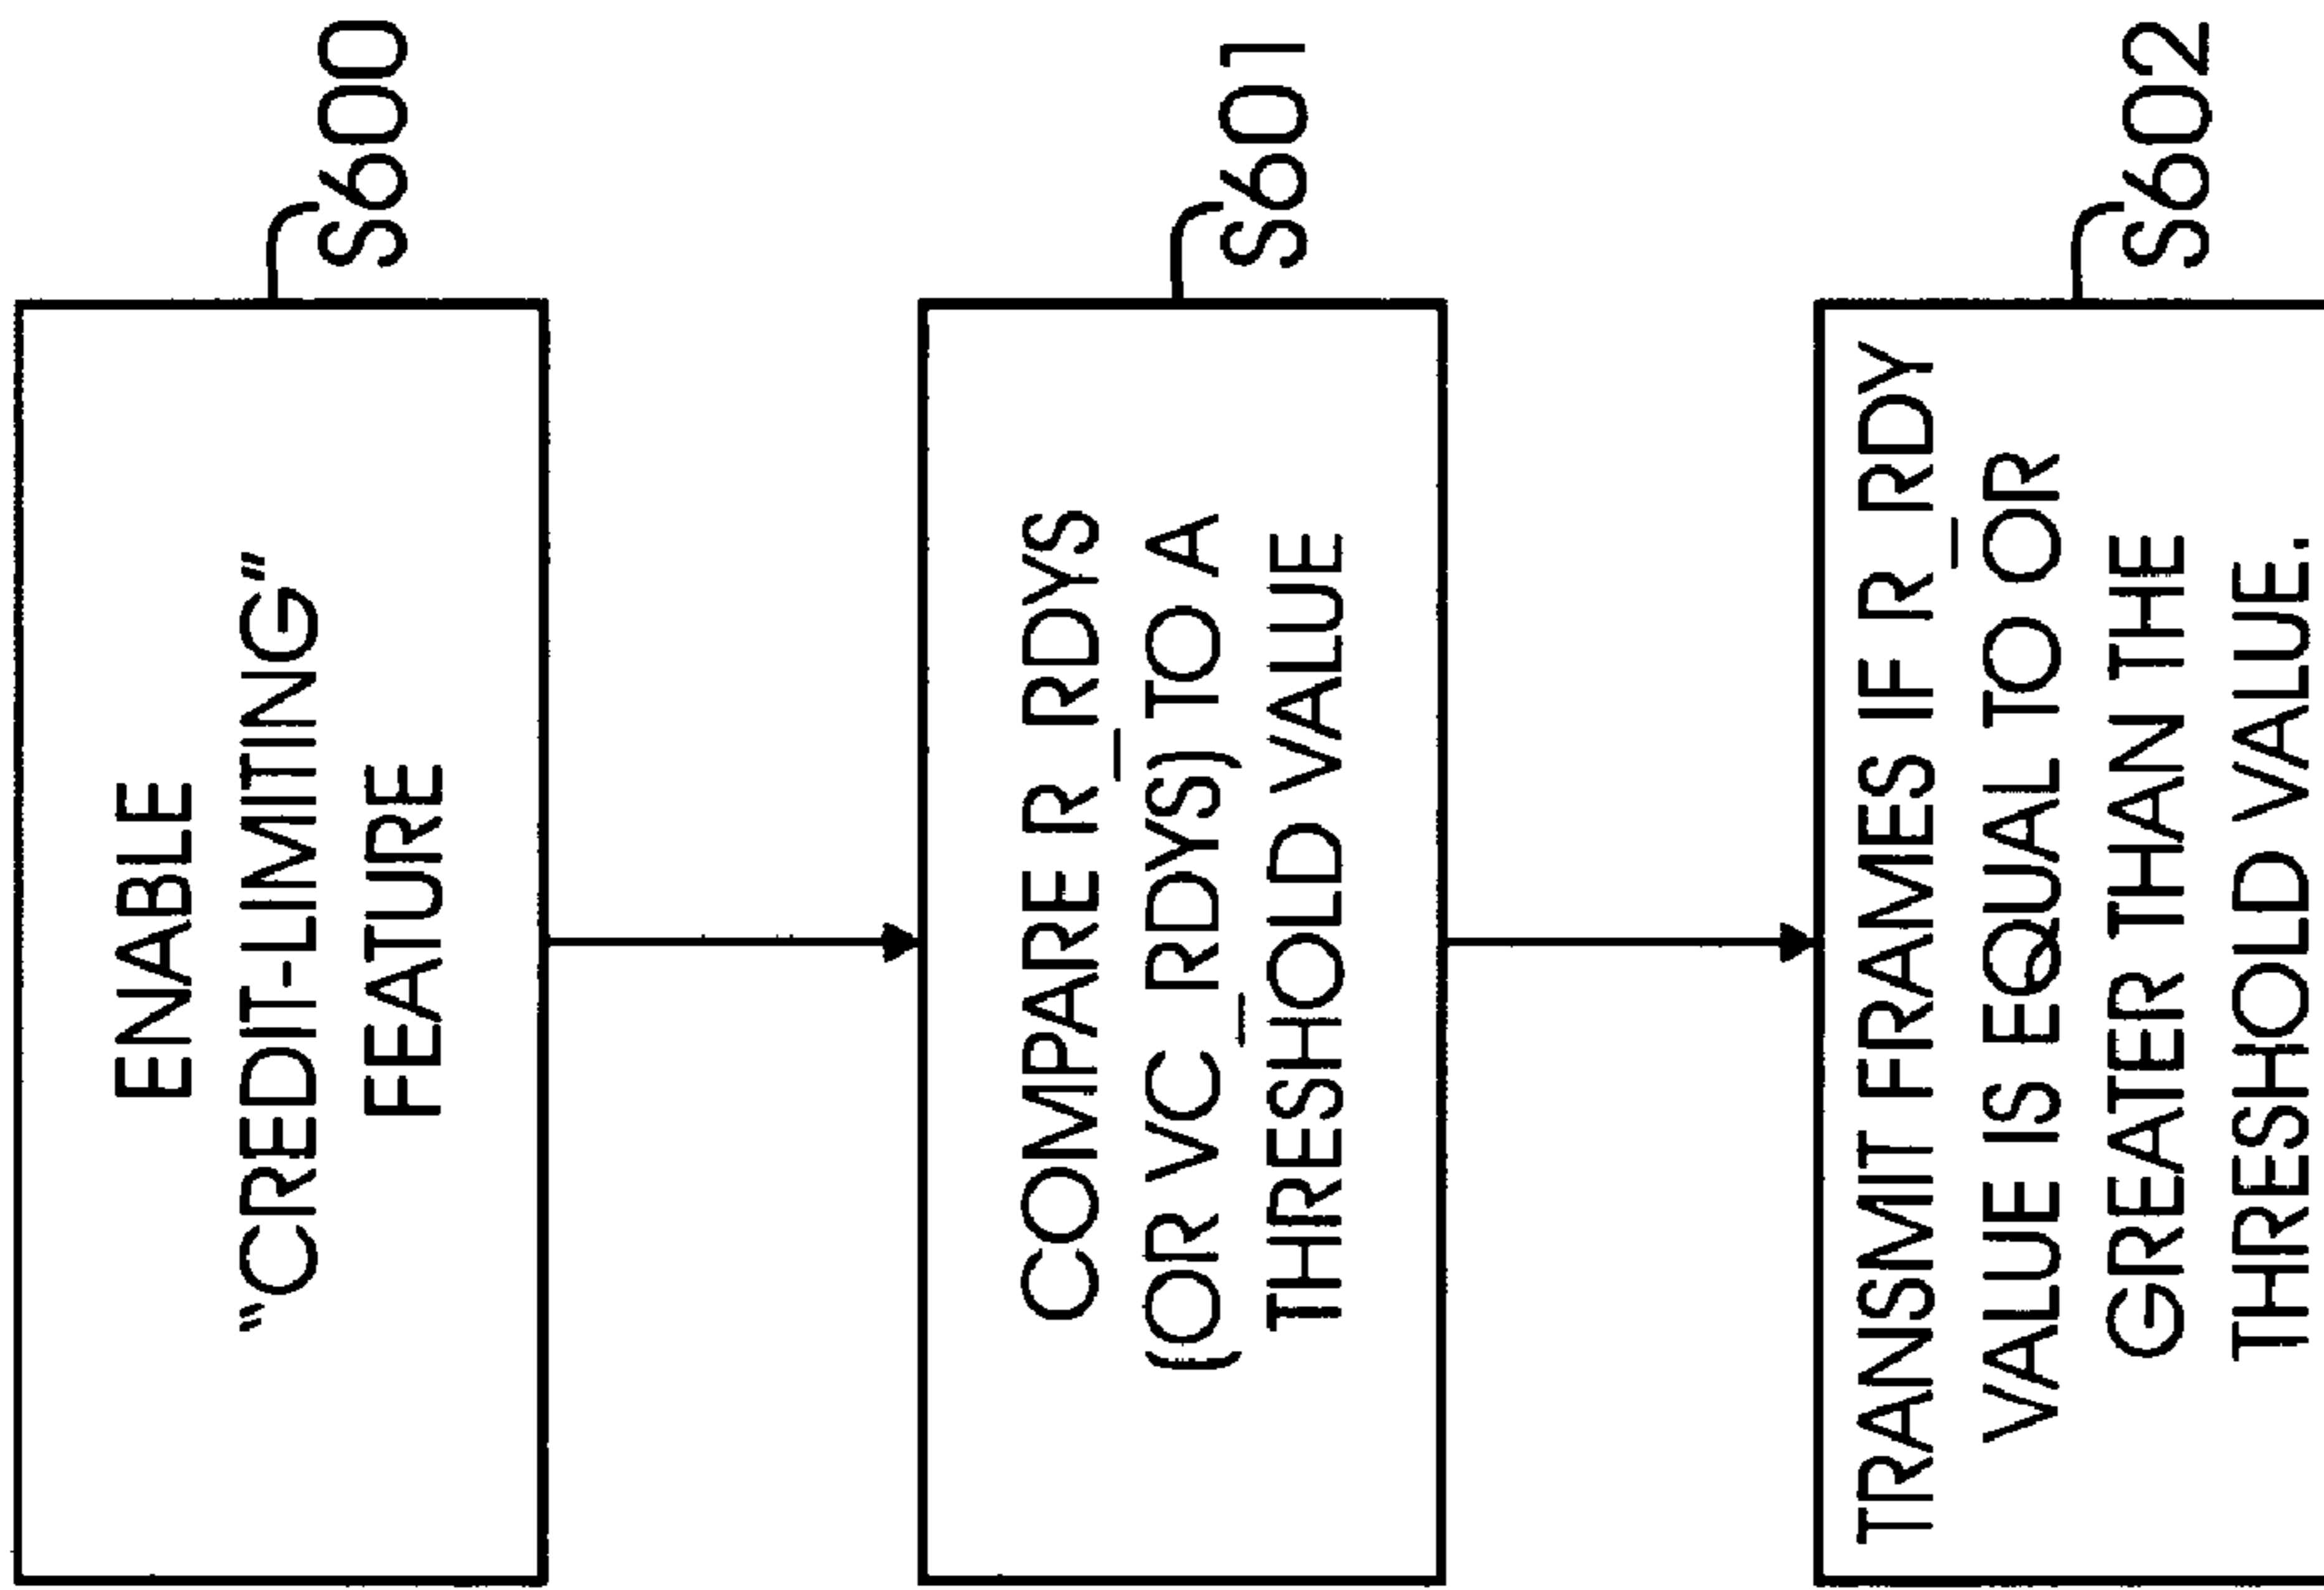 ENABLE
“CREDIT-LIMITING”
FEATURE
S600
COMPARE R_RDYS
(OR VC_RDYS) TO A
THRESHOLD VALUE
S601
TRANSMIT FRAMES IF R_RDY
VALUE IS EQUAL TO OR
GREATER THAN THE
THRESHOLD VALUE.
S602